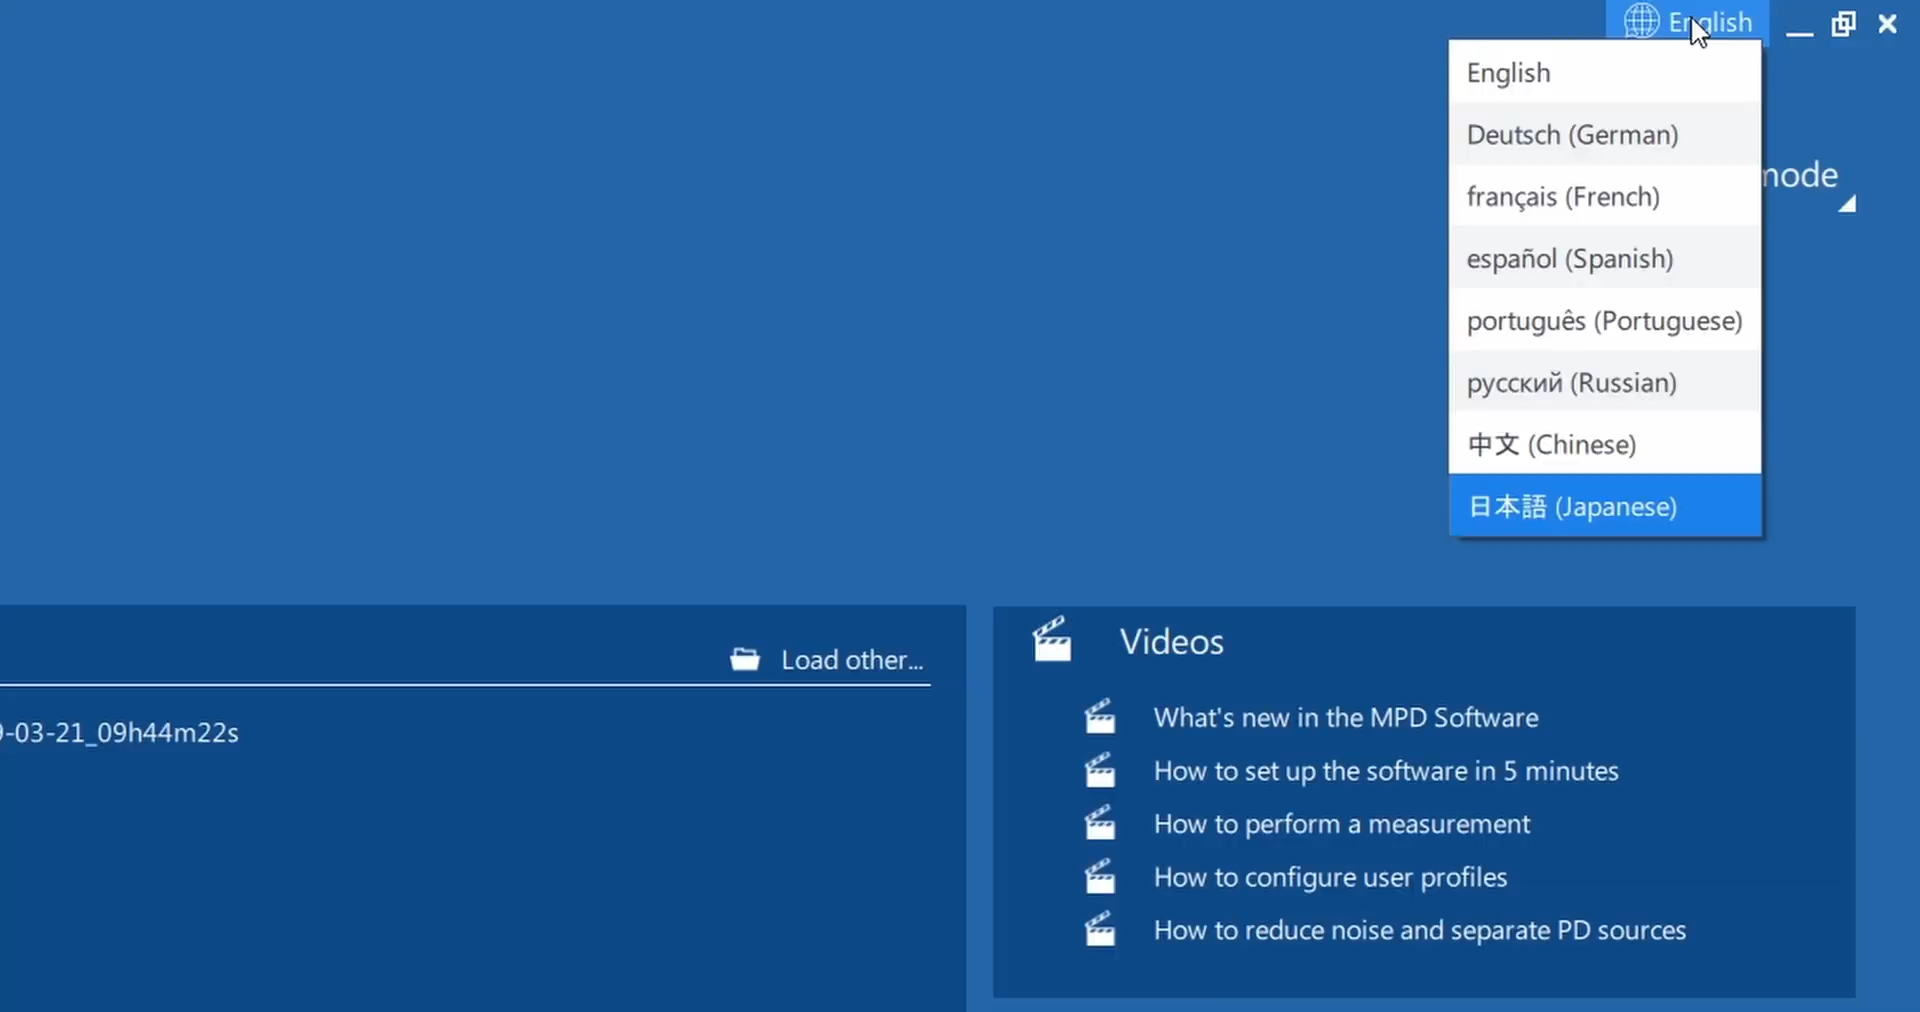 English
English
Deutsch (German)
français (French)
español (Spanish)
português (Portuguese)
русский (Russian)
中文 (Chinese)
日本語 (Japanese)
mode
Load other...
-03-21_09h44m22s
Videos
What's new in the MPD Software
How to set up the software in 5 minutes
How to perform a measurement
How to configure user profiles
How to reduce noise and separate PD sources